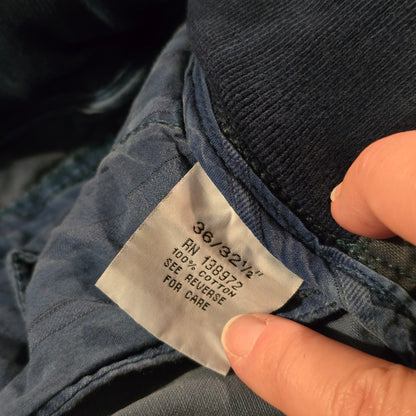 36/32½"
RN 138972
100% COTTON
SEE REVERSE
FOR CARE